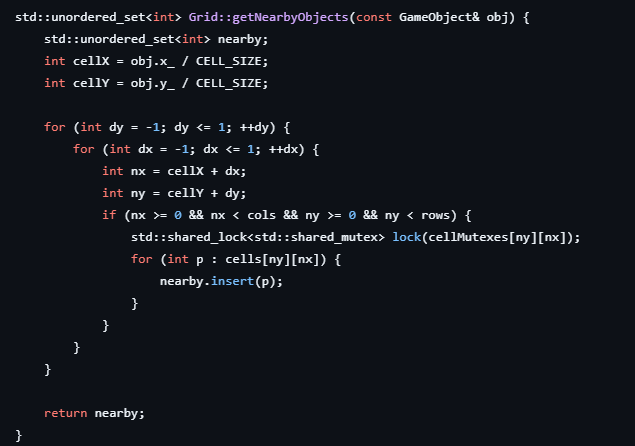 std::unordered_set<int> Grid::getNearbyObjects(const GameObject& obj) {
    std::unordered_set<int> nearby;
    int cellX = obj.x_ / CELL_SIZE;
    int cellY = obj.y_ / CELL_SIZE;

    for (int dy = -1; dy <= 1; ++dy) {
        for (int dx = -1; dx <= 1; ++dx) {
            int nx = cellX + dx;
            int ny = cellY + dy;
            if (nx >= 0 && nx < cols && ny >= 0 && ny < rows) {
                std::shared_lock<std::shared_mutex> lock(cellMutexes[ny][nx]);
                for (int p : cells[ny][nx]) {
                    nearby.insert(p);
                }
            }
        }
    }

    return nearby;
}